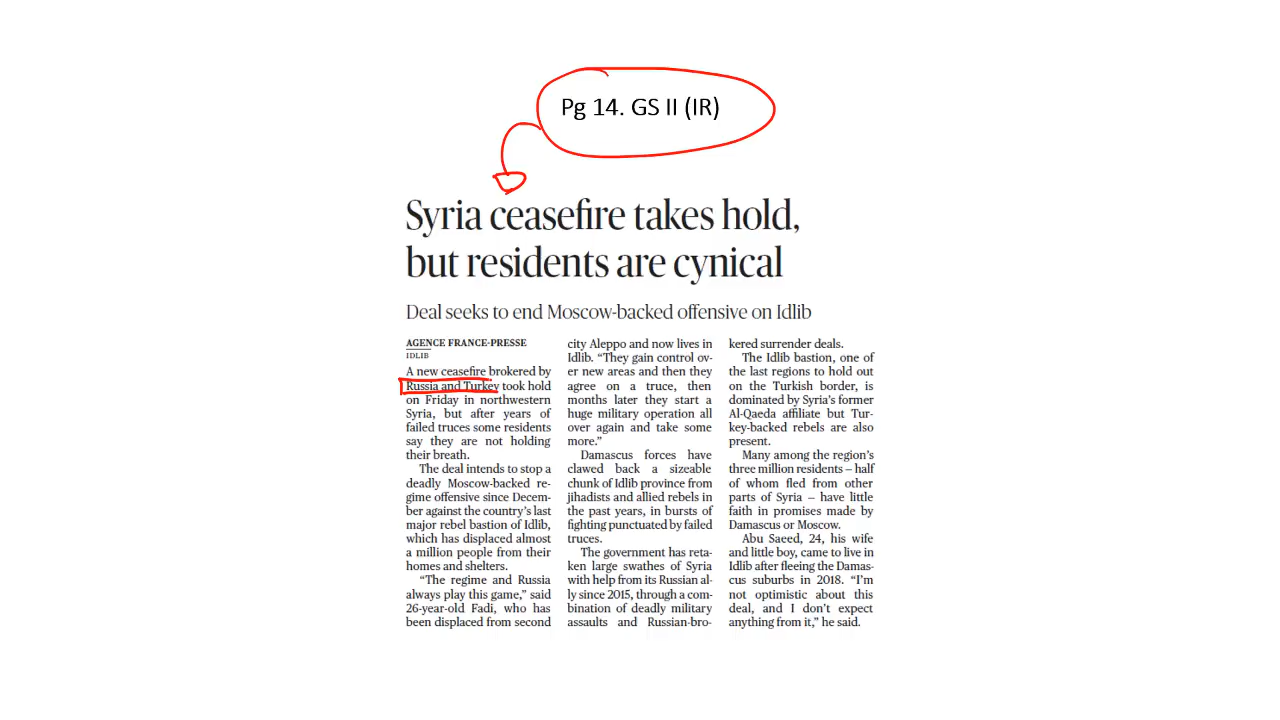 Pg 14. GS II (IR)
Syria ceasefire takes hold,
but residents are cynical
Deal seeks to end Moscow-backed offensive on Idlib
AGENCE FRANCE-PRESSE
IDLIB
A new ceasefire brokered by
Russia and Turkey took hold
on Friday in northwestern
Syria, but after years of
failed truces some residents
say they are not holding
their breath.
The deal intends to stop a
deadly Moscow-backed re-
gime offensive since Decem-
ber against the country's last
major rebel bastion of Idlib,
which has displaced almost
a million people from their
homes and shelters.
“The regime and Russia
always play this game,” said
26-year-old Fadi, who has
been displaced from second
city Aleppo and now lives in
Idlib. “They gain control ov-
er new areas and then they
agree on a truce, then
months later they start a
huge military operation all
over again and take some
more.”
Damascus forces have
clawed back a sizeable
chunk of Idlib province from
jihadists and allied rebels in
the past years, in bursts of
fighting punctuated by failed
truces.
The government has reta-
ken large swathes of Syria
with help from its Russian al-
ly since 2015, through a com-
bination of deadly military
assaults and Russian-bro-
kered surrender deals.
The Idlib bastion, one of
the last regions to hold out
on the Turkish border, is
dominated by Syria's former
Al-Qaeda affiliate but Tur-
key-backed rebels are also
present.
Many among the region's
three million residents – half
of whom fled from other
parts of Syria – have little
faith in promises made by
Damascus or Moscow.
Abu Saeed, 24, his wife
and little boy, came to live in
Idlib after fleeing the Damas-
cus suburbs in 2018. “I'm
not optimistic about this
deal, and I don't expect
anything from it,” he said.